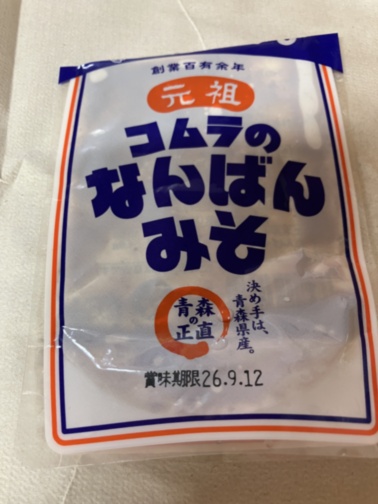 創業百有余年
元祖
コムラの
なんばん
みそ
青森
の
正直
決め手は、
青森県産。
賞味期限26.9.12